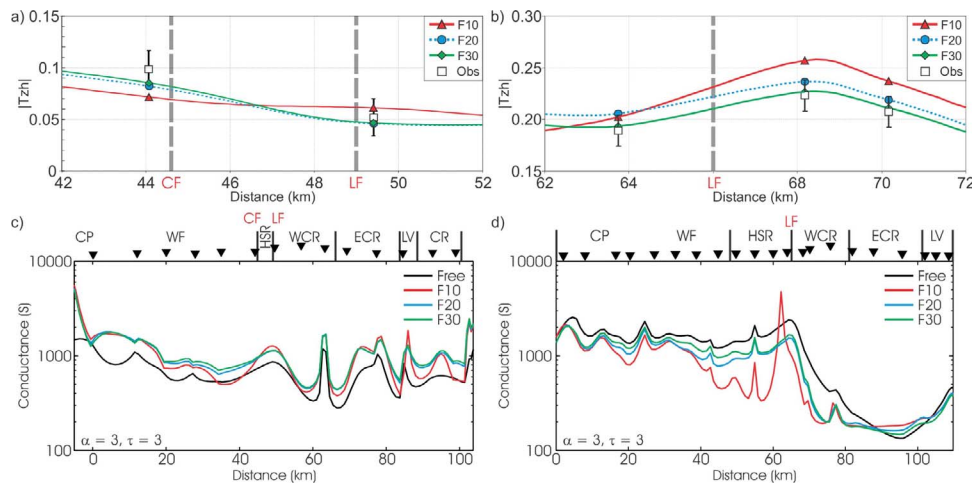 a)
0.15
0.1
0.05
0
|Tzh|
F10
F20
F30
Obs
42 44 CF 46 48 LF 50 52
Distance (km)
b)
0.30
0.25
0.20
0.15
|Tzh|
F10
F20
F30
Obs
62 64 LF 68 70 72
Distance (km)
c)
CF LF
CP WF HSR WCR ECR LV CR
10000
1000
100
Conductance (S)
Free
F10
F20
F30
α = 3, τ = 3
0 20 40 60 80 100
Distance (km)
d)
LF
CP WF HSR WCR ECR LV
10000
1000
100
Conductance (S)
Free
F10
F20
F30
α = 3, τ = 3
0 20 40 60 80 100
Distance (km)